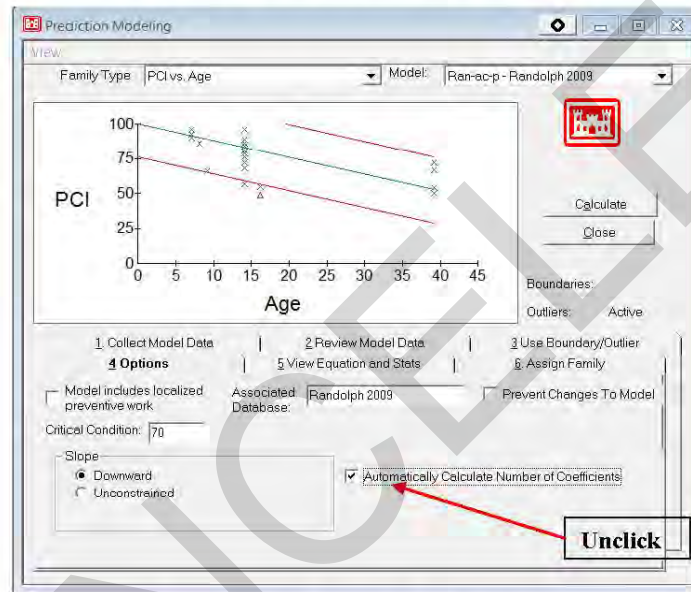 Prediction Modeling
View
Family Type PCI vs. Age Model: Ran-ac-p - Randolph 2009
100
75
PCI
50
25
0
0 5 10 15 20 25 30 35 40 45
Age
Calculate
Close
Boundaries:
Outliers: Active
1. Collect Model Data | 2 Review Model Data | 3 Use Boundary/Outlier
4 Options | 5 View Equation and Stats | 6. Assign Family
Model includes localized
preventive work
Associated
Database: Randolph 2009
Prevent Changes To Model
Critical Condition: 70
Slope
Downward
Unconstrained
Automatically Calculate Number of Coefficients
Unclick